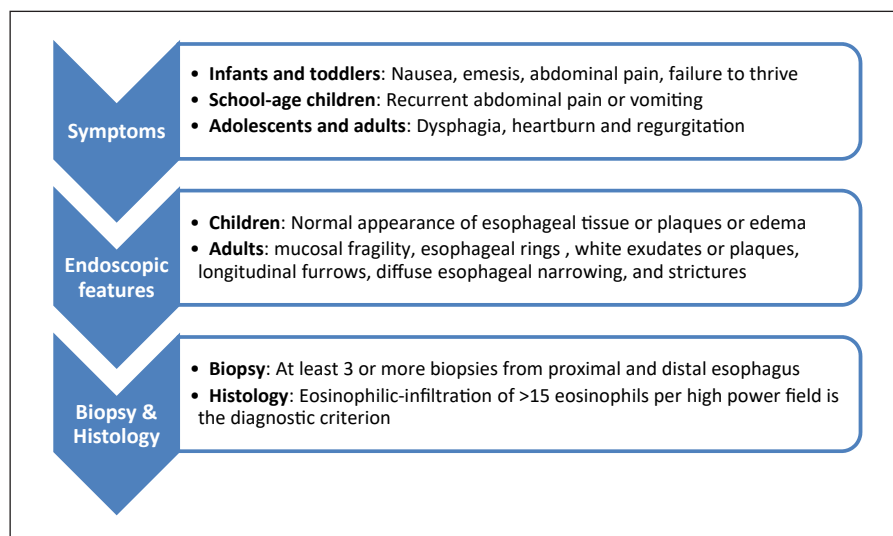 Symptoms
• Infants and toddlers: Nausea, emesis, abdominal pain, failure to thrive
• School-age children: Recurrent abdominal pain or vomiting
• Adolescents and adults: Dysphagia, heartburn and regurgitation
Endoscopic
features
• Children: Normal appearance of esophageal tissue or plaques or edema
• Adults: mucosal fragility, esophageal rings , white exudates or plaques,
longitudinal furrows, diffuse esophageal narrowing, and strictures
Biopsy &
Histology
• Biopsy: At least 3 or more biopsies from proximal and distal esophagus
• Histology: Eosinophilic-infiltration of >15 eosinophils per high power field is
the diagnostic criterion